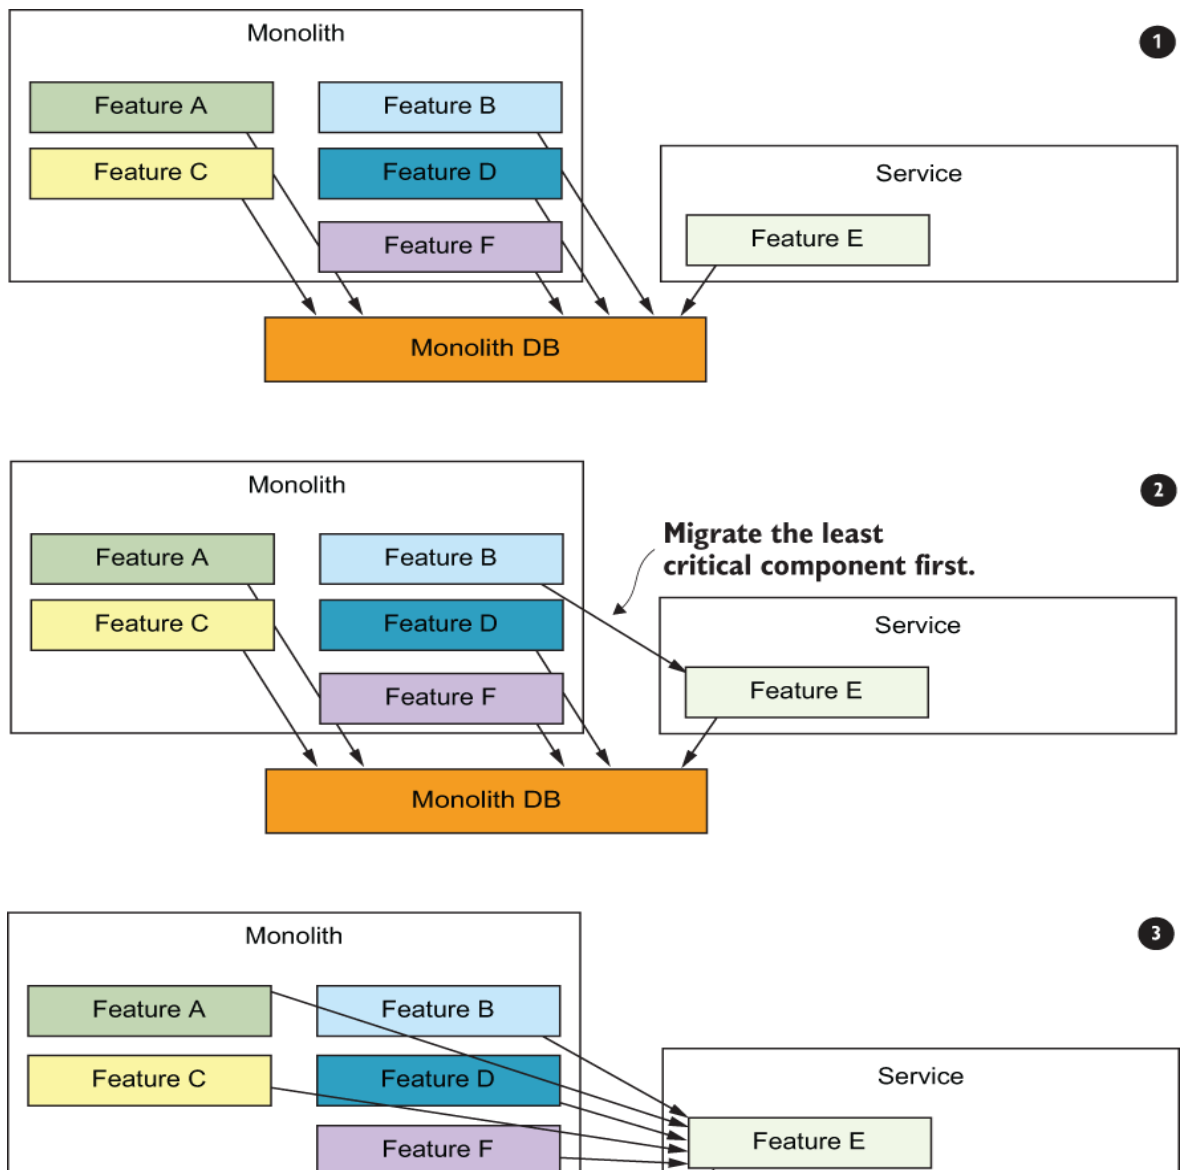 Monolith
1
Feature A
Feature B
Feature C
Feature D
Service
Feature F
Feature E
Monolith DB
Monolith
2
Migrate the least
critical component first.
Feature A
Feature B
Feature C
Feature D
Service
Feature F
Feature E
Monolith DB
Monolith
3
Feature A
Feature B
Feature C
Feature D
Service
Feature F
Feature E